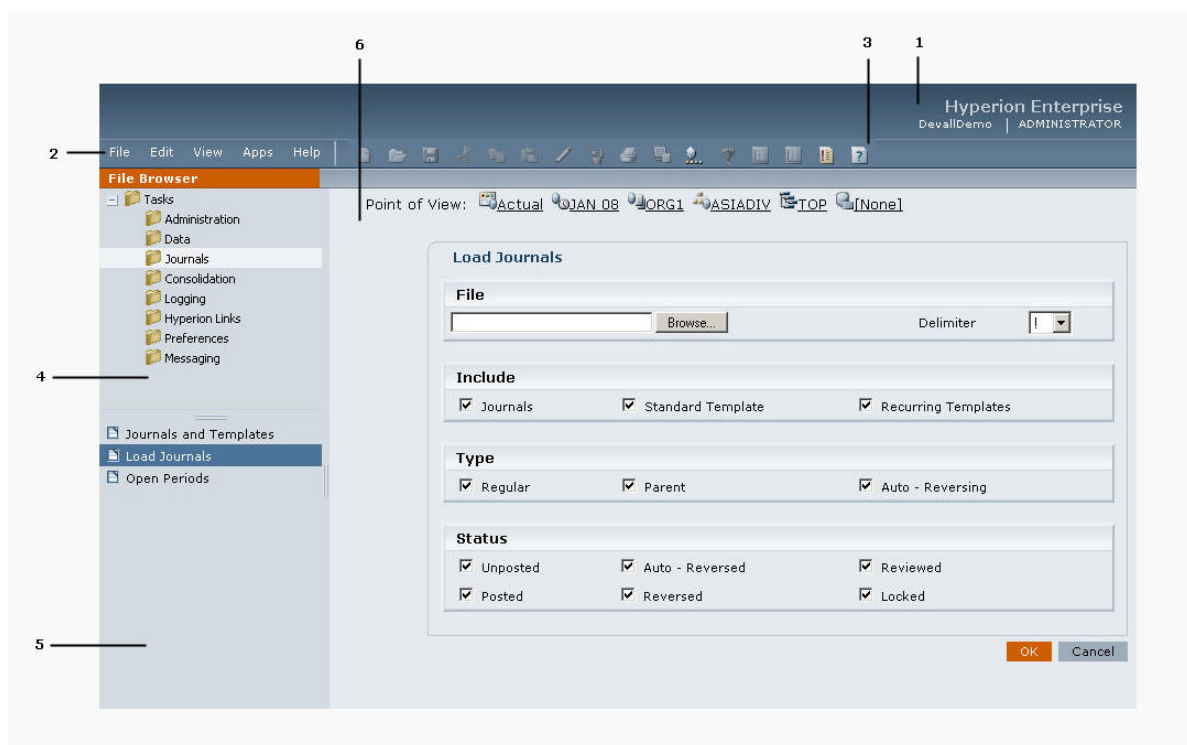 6 3 1
Hyperion Enterprise
DevallDemo | ADMINISTRATOR
2 File Edit View Apps Help
File Browser
Tasks
Administration
Data
Journals
Consolidation
Logging
Hyperion Links
Preferences
Messaging
4
Journals and Templates
Load Journals
Open Periods
5
Point of View: Actual JAN 08 ORG1 ASIADIV TOP [None]
Load Journals
File
Browse... Delimiter !
Include
Journals Standard Template Recurring Templates
Type
Regular Parent Auto - Reversing
Status
Unposted Auto - Reversed Reviewed
Posted Reversed Locked
OK Cancel